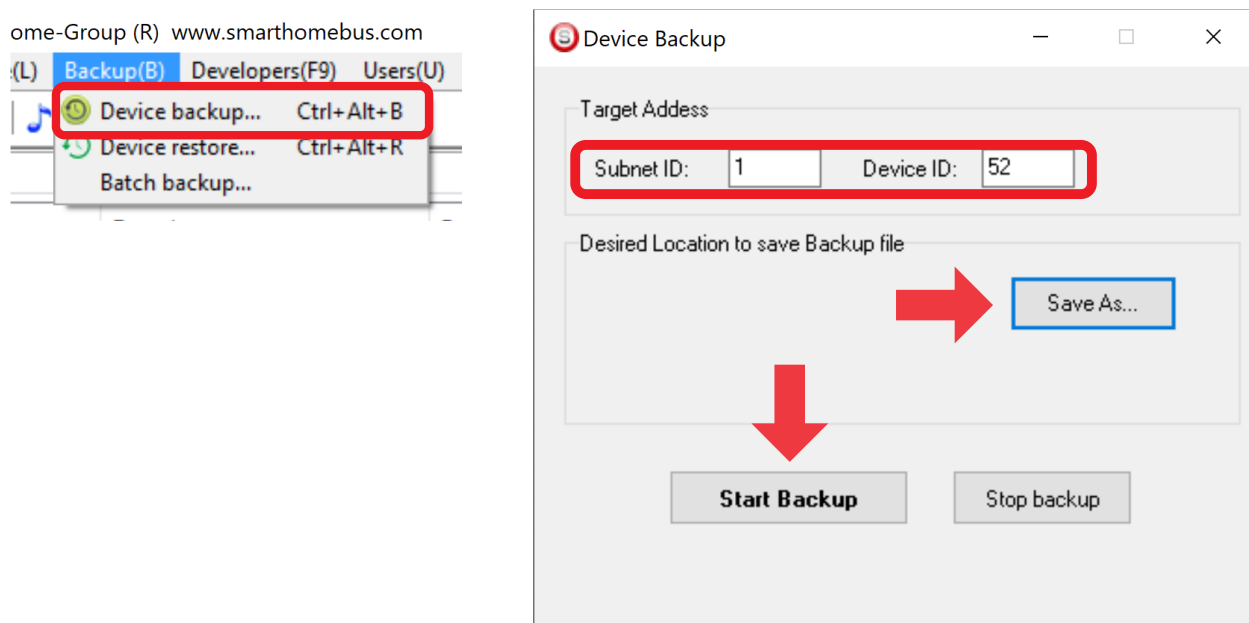 ome-Group (R) www.smarthomebus.com
(L) Backup(B) Developers(F9) Users(U)
Device backup... Ctrl+Alt+B
Device restore... Ctrl+Alt+R
Batch backup...
S Device Backup
Target Addess
Subnet ID: 1 Device ID: 52
Desired Location to save Backup file
Save As...
Start Backup Stop backup